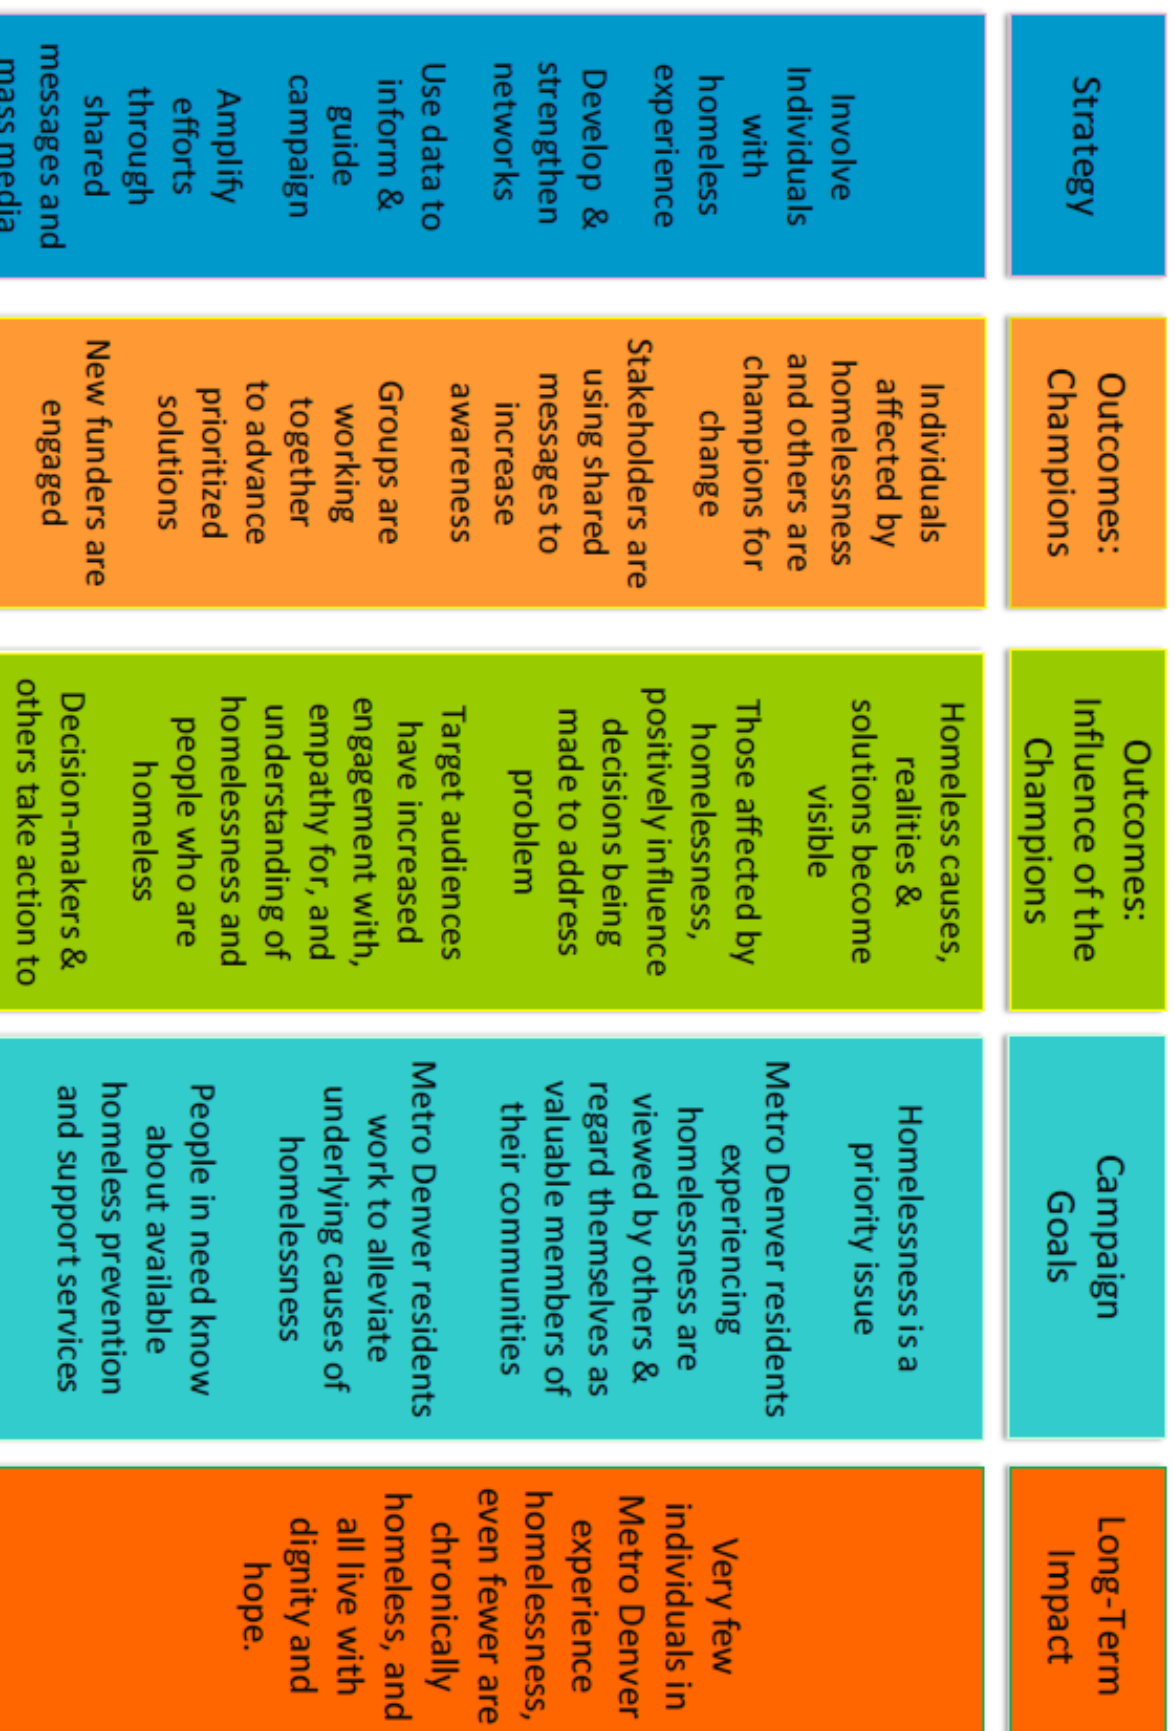 Strategy
Involve
Individuals
with
homeless
experience
Develop &
strengthen
networks
Use data to
inform &
guide
campaign
Amplify
efforts
through
shared
messages and
mass media
Outcomes:
Champions
Individuals
affected by
homelessness
and others are
champions for
change
Stakeholders are
using shared
messages to
increase
awareness
Groups are
working
together
to advance
prioritized
solutions
New funders are
engaged
Outcomes:
Influence of the
Champions
Homeless causes,
realities &
solutions become
visible
Those affected by
homelessness,
positively influence
decisions being
made to address
problem
Target audiences
have increased
engagement with,
empathy for, and
understanding of
homelessness and
people who are
homeless
Decision-makers &
others take action to
Campaign
Goals
Homelessness is a
priority issue
Metro Denver residents
experiencing
homelessness are
viewed by others &
regard themselves as
valuable members of
their communities
Metro Denver residents
work to alleviate
underlying causes of
homelessness
People in need know
about available
homeless prevention
and support services
Long-Term
Impact
Very few
individuals in
Metro Denver
experience
homelessness,
even fewer are
chronically
homeless, and
all live with
dignity and
hope.